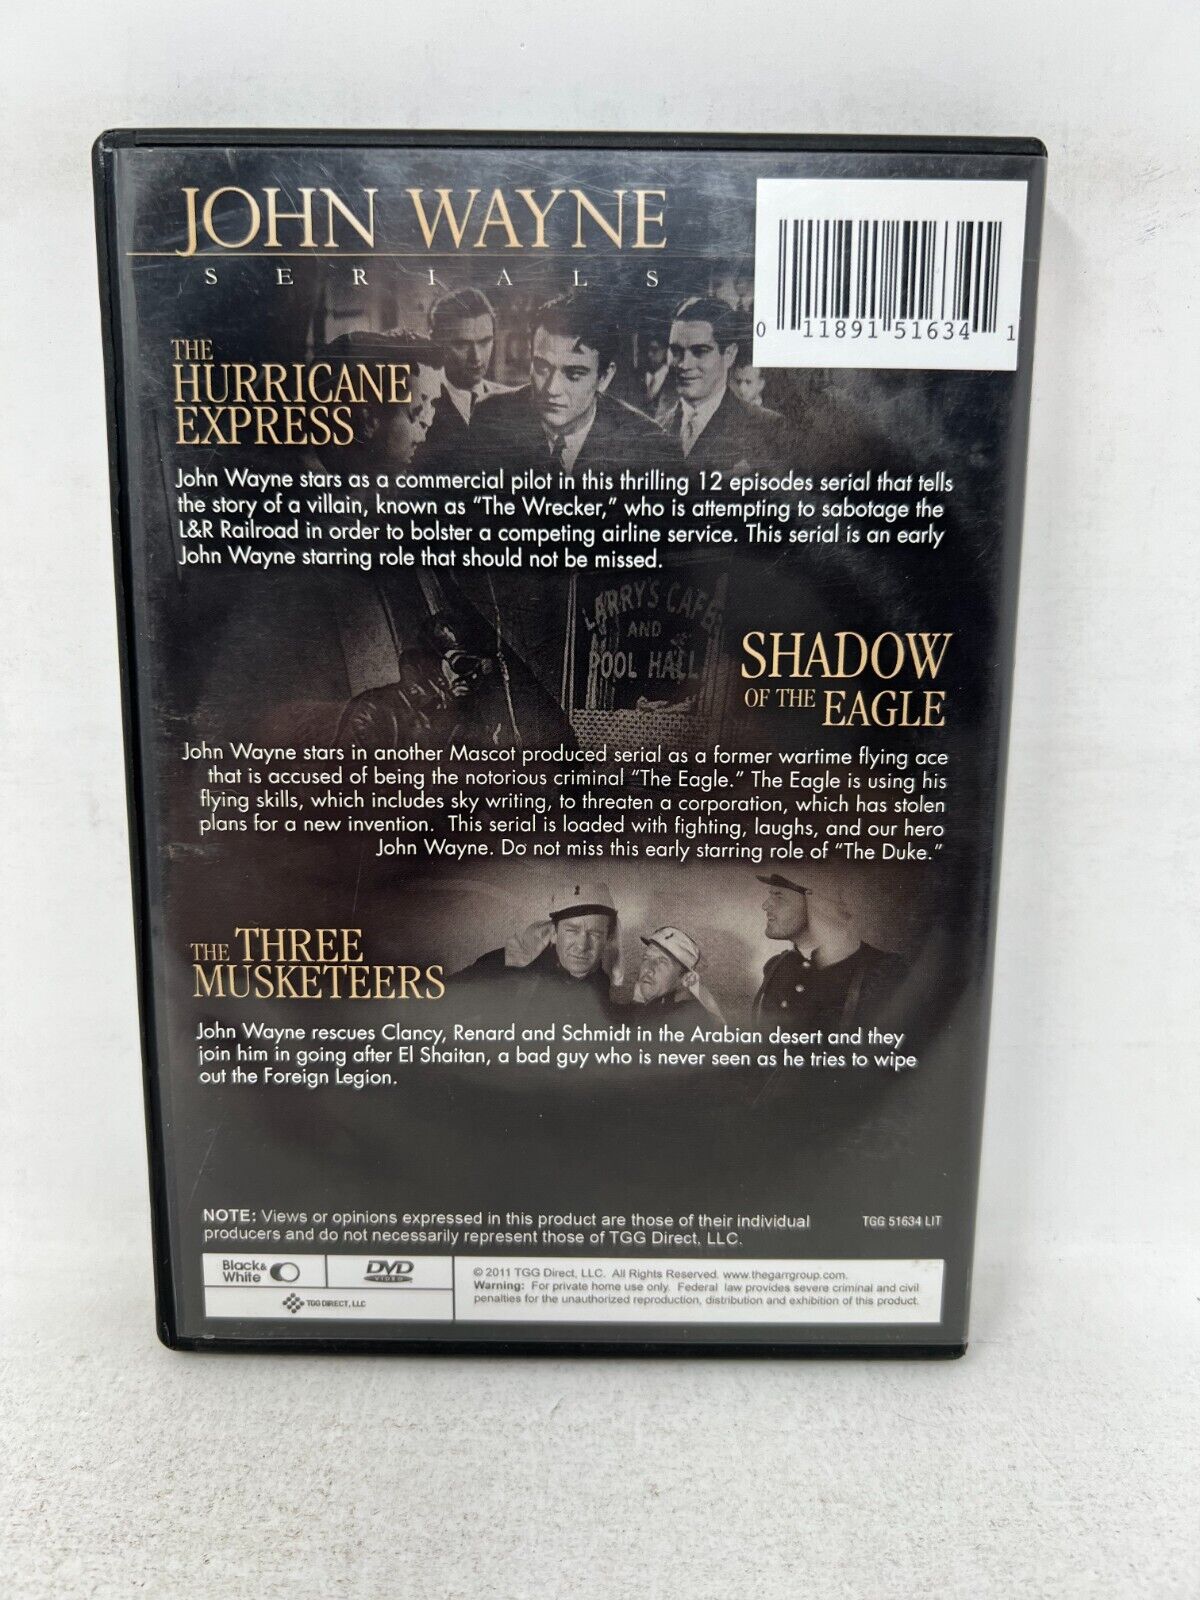 JOHN WAYNE
SERIALS
0 11891 51634 1
THE
HURRICANE
EXPRESS
John Wayne stars as a commercial pilot in this thrilling 12 episodes serial that tells
the story of a villain, known as "The Wrecker," who is attempting to sabotage the
L&R Railroad in order to bolster a competing airline service. This serial is an early
John Wayne starring role that should not be missed.
LARRY'S CAFE
AND
POOL HALL
SHADOW
OF THE EAGLE
John Wayne stars in another Mascot produced serial as a former wartime flying ace
that is accused of being the notorious criminal "The Eagle." The Eagle is using his
flying skills, which includes sky writing, to threaten a corporation, which has stolen
plans for a new invention. This serial is loaded with fighting, laughs, and our hero
John Wayne. Do not miss this early starring role of "The Duke."
THE THREE
MUSKETEERS
John Wayne rescues Clancy, Renard and Schmidt in the Arabian desert and they
join him in going after El Shaitan, a bad guy who is never seen as he tries to wipe
out the Foreign Legion.
NOTE: Views or opinions expressed in this product are those of their individual
producers and do not necessarily represent those of TGG Direct, LLC.
TGG 51634 LIT
Black&
White
DVD
VIDEO
TGG DIRECT, LLC
© 2011 TGG Direct, LLC. All Rights Reserved. www.thegarrgroup.com.
Warning: For private home use only. Federal law provides severe criminal and civil
penalties for the unauthorized reproduction, distribution and exhibition of this product.